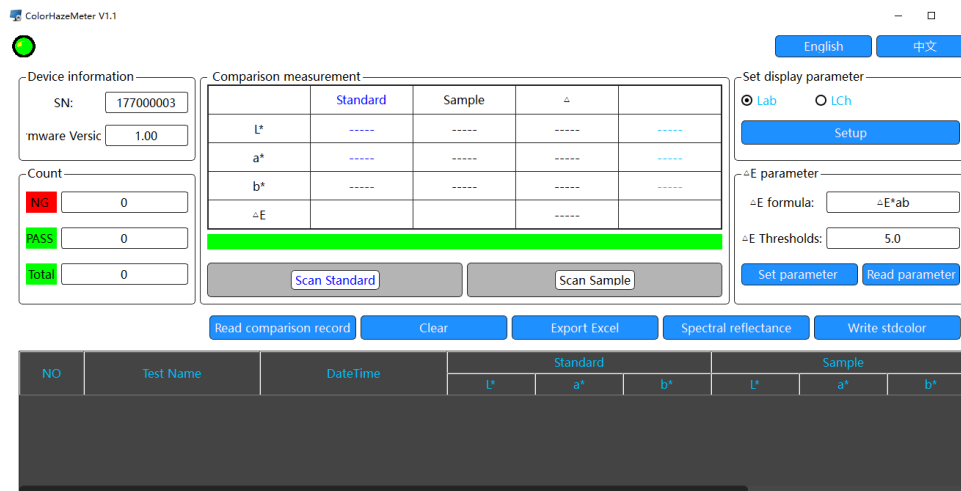 ColorHazeMeter V1.1
English 中文
Device information
SN: 177000003
mware Versic 1.00
Count
NG 0
PASS 0
Total 0
Comparison measurement
Standard Sample △
L* ----- ----- ----- -----
a* ----- ----- ----- -----
b* ----- ----- ----- -----
△E -----
Scan Standard Scan Sample
Set display parameter
Lab LCh
Setup
△E parameter
△E formula: △E*ab
△E Thresholds: 5.0
Set parameter Read parameter
Read comparison record Clear Export Excel Spectral reflectance Write stdcolor
NO Test Name DateTime Standard Sample
L* a* b* L* a* b*